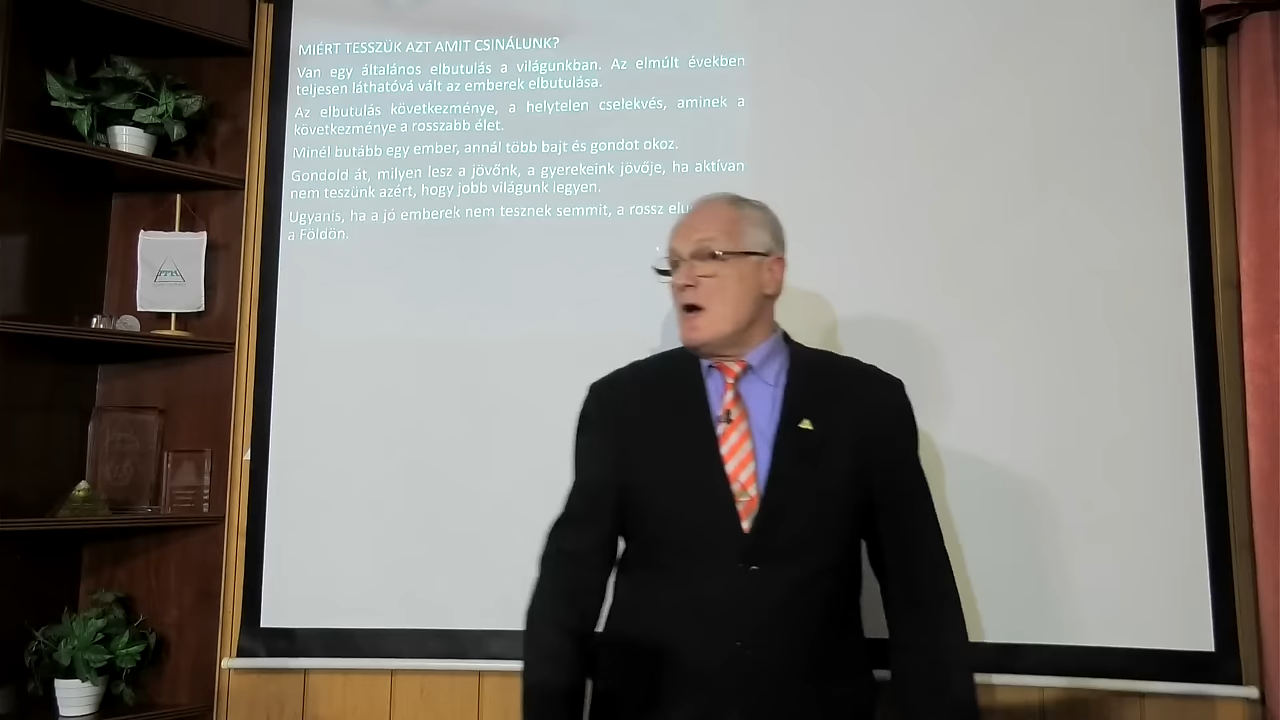 MIÉRT TESSZÜK AZT AMIT CSINÁLUNK?
Van egy általános elbutulás a világunkban. Az elmúlt években
teljesen láthatóvá vált az emberek elbutulása.
Az elbutulás következménye, a helytelen cselekvés, aminek a
következménye a rosszabb élet.
Minél butább egy ember, annál több bajt és gondot okoz.
Gondold át, milyen lesz a jövőnk, a gyerekeink jövője, ha aktívan
nem teszünk azért, hogy jobb világunk legyen.
Ugyanis, ha a jó emberek nem tesznek semmit, a rossz
a Földön.